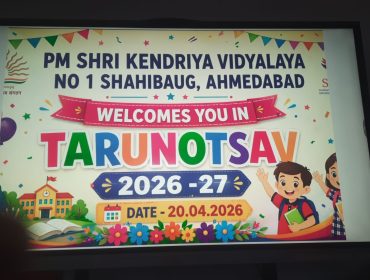 PM SHRI KENDRIYA VIDYALAYA
NO 1 SHAHIBAUG, AHMEDABAD
WELCOMES YOU IN
TARUNOTSAV
2026 -27
DATE - 20.04.2026